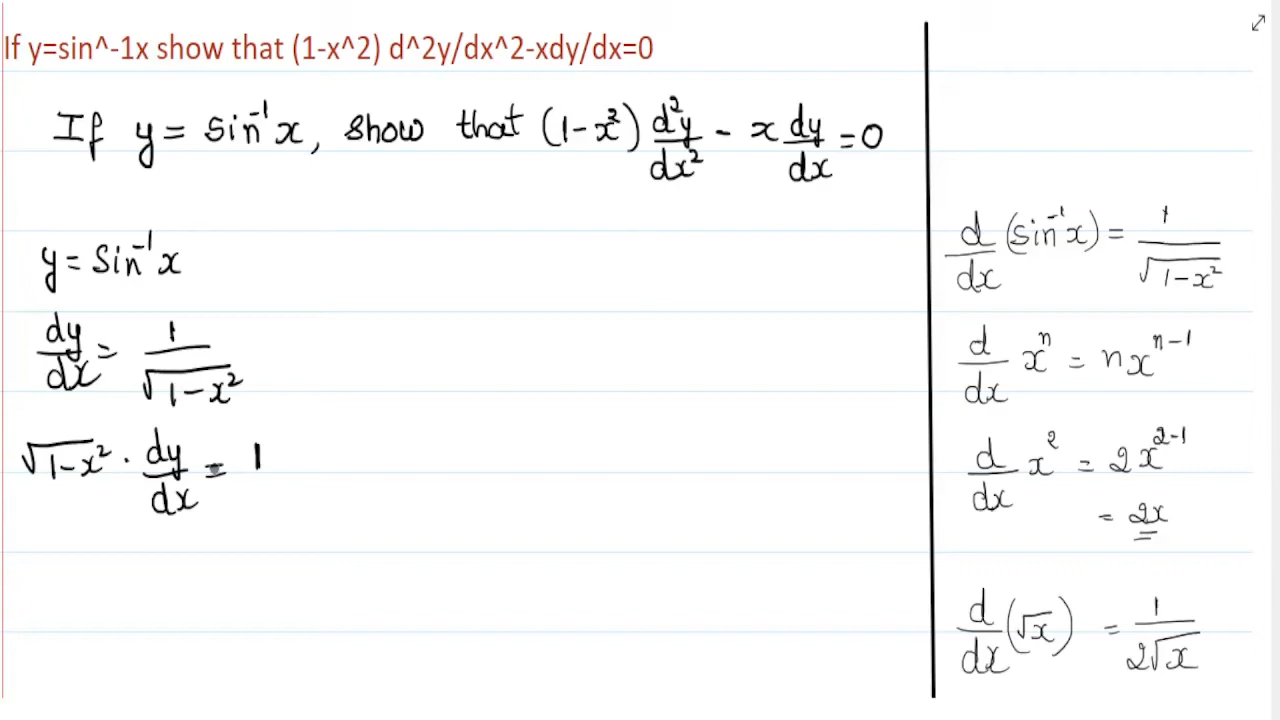 If y=sin^-1x show that (1-x^2) d^2y/dx^2-xdy/dx=0
If y = sin⁻¹x, show that (1-x²) d²y/dx² - x dy/dx = 0
y = sin⁻¹x
dy/dx = 1/√(1-x²)
√(1-x²) · dy/dx = 1
d/dx (sin⁻¹x) = 1/√(1-x²)
d/dx xⁿ = nxⁿ⁻¹
d/dx x² = 2x²⁻¹
= 2x
d/dx (√x) = 1/2√x